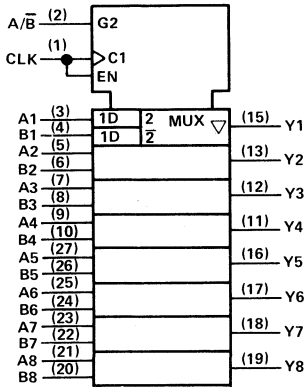 A/B̅ (2) G2
CLK (1) C1
EN
A1 (3) 1D 2 MUX ▽ (15) Y1
B1 (4) 1D 2̅
A2 (5) (13) Y2
B2 (6)
A3 (7) (12) Y3
B3 (8)
A4 (9) (11) Y4
B4 (10)
A5 (27) (16) Y5
B5 (26)
A6 (25) (17) Y6
B6 (24)
A7 (23) (18) Y7
B7 (22)
A8 (21) (19) Y8
B8 (20)